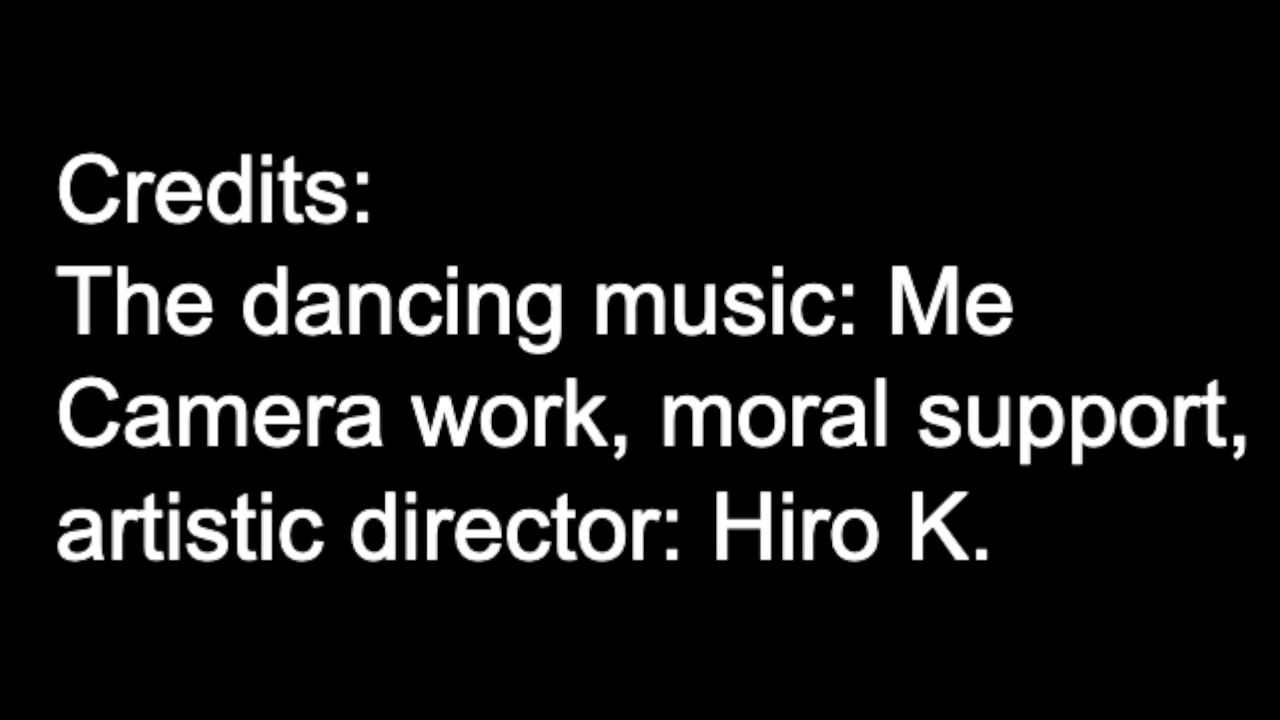 Credits:
The dancing music: Me
Camera work, moral support,
artistic director: Hiro K.